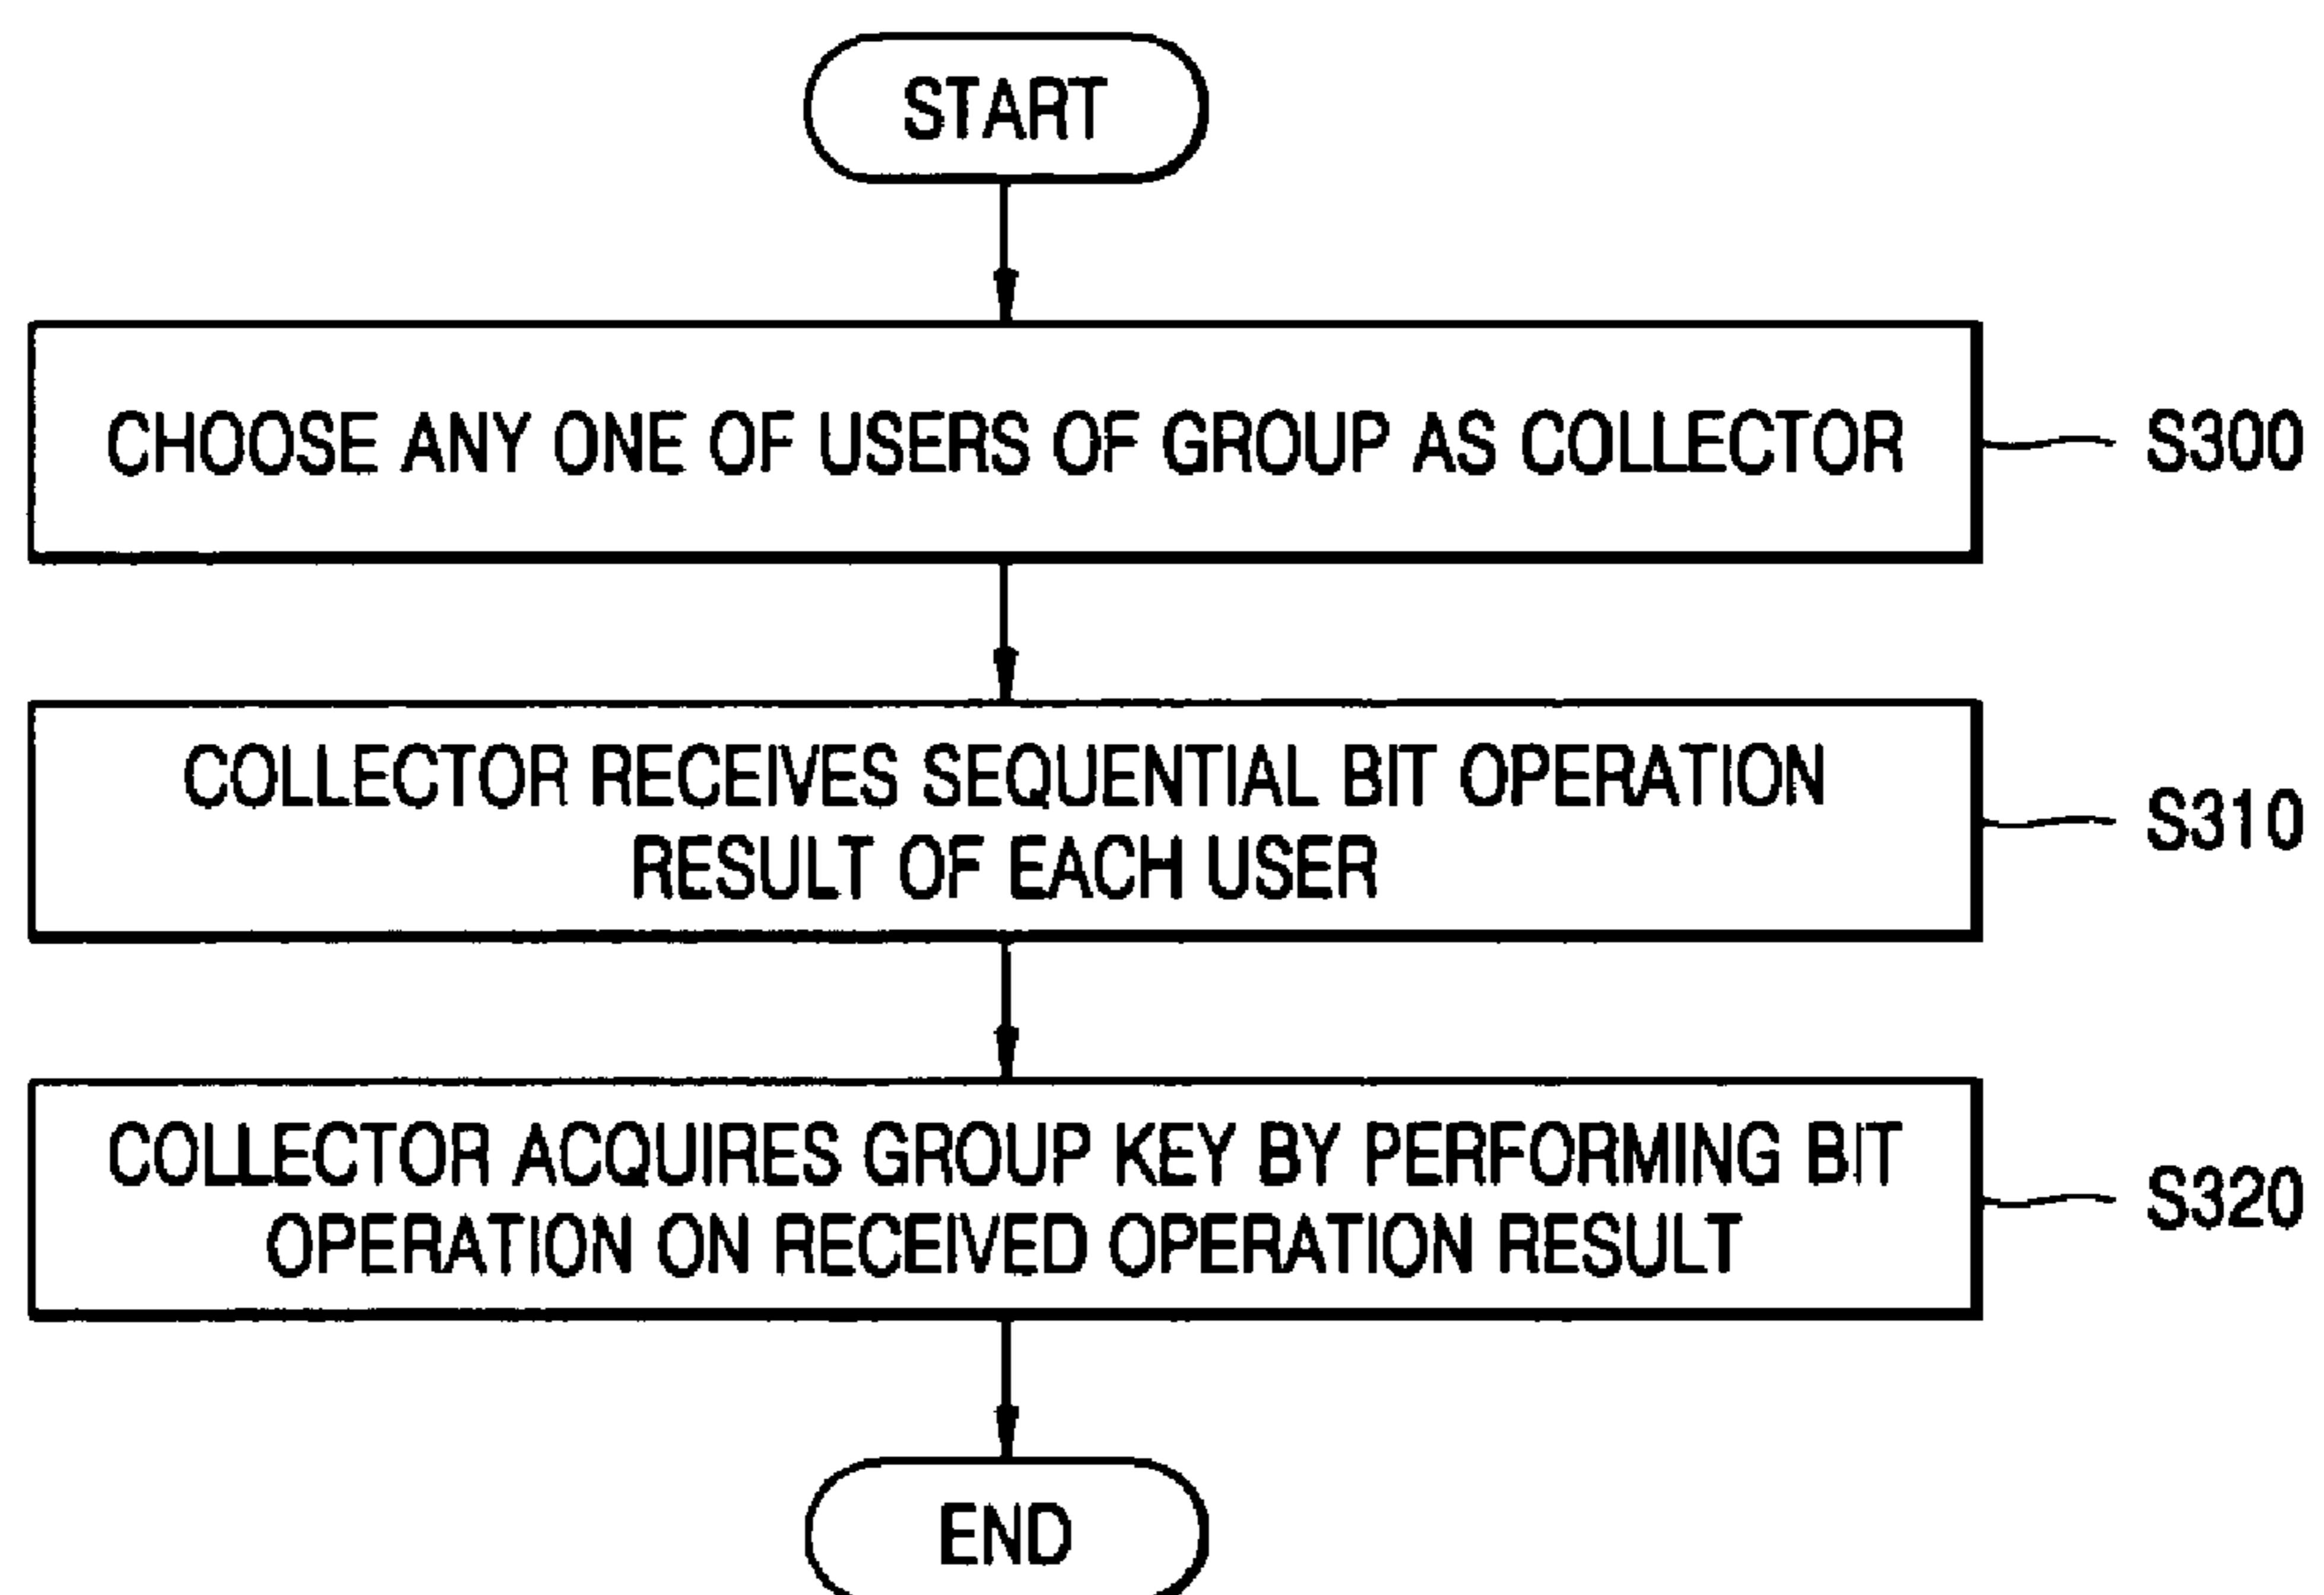 START
CHOOSE ANY ONE OF USERS OF GROUP AS COLLECTOR
S300
COLLECTOR RECEIVES SEQUENTIAL BIT OPERATION
RESULT OF EACH USER
S310
COLLECTOR ACQUIRES GROUP KEY BY PERFORMING BIT
OPERATION ON RECEIVED OPERATION RESULT
S320
END